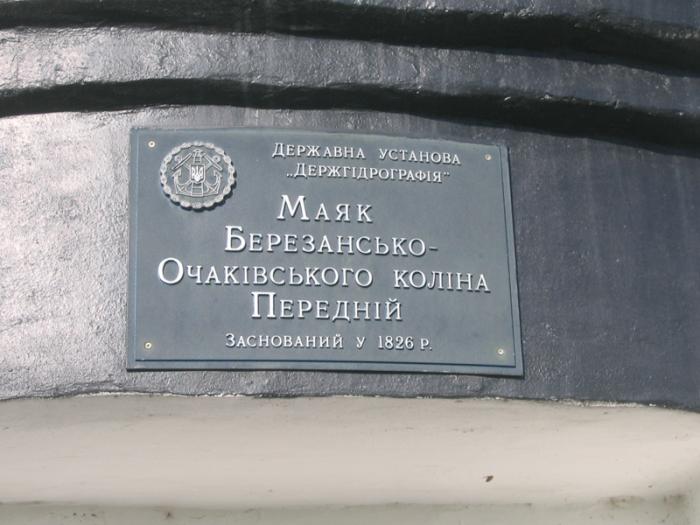 Державна установа
„Держгідрографія"
Маяк
Березансько-
Очаківського коліна
Передній
Заснований у 1826 р.